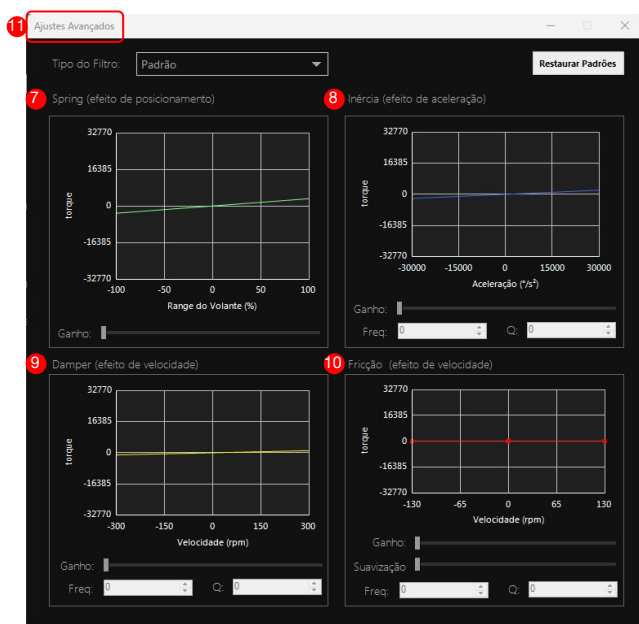 11 Ajustes Avançados
Tipo do Filtro: Padrão
Restaurar Padrões
7 Spring (efeito de posicionamento)
32770
16385
0
-16385
-32770
torque
-100 -50 0 50 100
Range do Volante (%)
Ganho:
8 Inércia (efeito de aceleração)
32770
16385
0
-16385
-32770
torque
-30000 -15000 0 15000 30000
Aceleração (°/s²)
Ganho:
Freq: 0 Q: 0
9 Damper (efeito de velocidade)
32770
16385
0
-16385
-32770
torque
-300 -150 0 150 300
Velocidade (rpm)
Ganho:
Freq: 0 Q: 0
10 Fricção (efeito de velocidade)
32770
16385
0
-16385
-32770
torque
-130 -65 0 65 130
Velocidade (rpm)
Ganho:
Suavização
Freq: 0 Q: 0